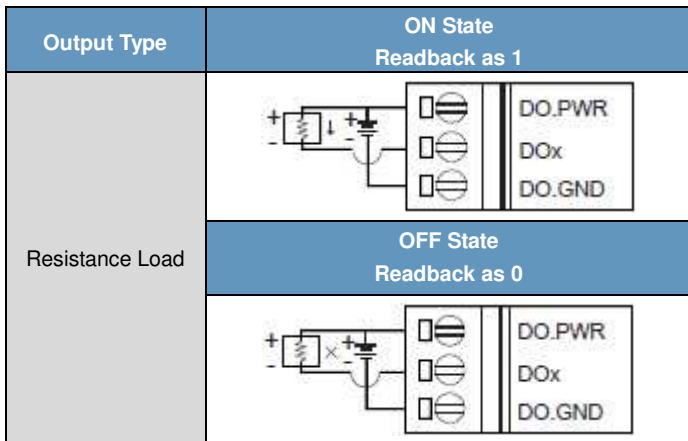 Output Type
ON State
Readback as 1
Resistance Load
+
-
+
-
DO.PWR
DOx
DO.GND
OFF State
Readback as 0
+
-
×
+
-
DO.PWR
DOx
DO.GND